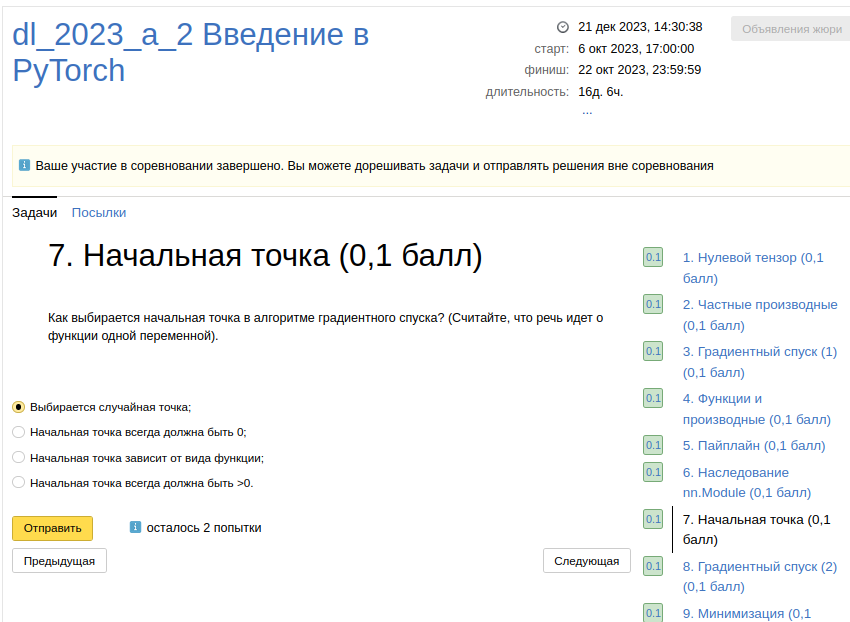 dl_2023_a_2 Введение в
PyTorch
21 дек 2023, 14:30:38
старт: 6 окт 2023, 17:00:00
финиш: 22 окт 2023, 23:59:59
длительность: 16д. 6ч.
...
Объявления жюри
Ваше участие в соревновании завершено. Вы можете дорешивать задачи и отправлять решения вне соревнования
Задачи Посылки
7. Начальная точка (0,1 балл)
Как выбирается начальная точка в алгоритме градиентного спуска? (Считайте, что речь идет о
функции одной переменной).
Выбирается случайная точка;
Начальная точка всегда должна быть 0;
Начальная точка зависит от вида функции;
Начальная точка всегда должна быть >0.
Отправить
осталось 2 попытки
Предыдущая
Следующая
0.1 1. Нулевой тензор (0,1
балл)
0.1 2. Частные производные
(0,1 балл)
0.1 3. Градиентный спуск (1)
(0,1 балл)
0.1 4. Функции и
производные (0,1 балл)
0.1 5. Пайплайн (0,1 балл)
0.1 6. Наследование
nn.Module (0,1 балл)
0.1 7. Начальная точка (0,1
балл)
0.1 8. Градиентный спуск (2)
(0,1 балл)
0.1 9. Минимизация (0,1